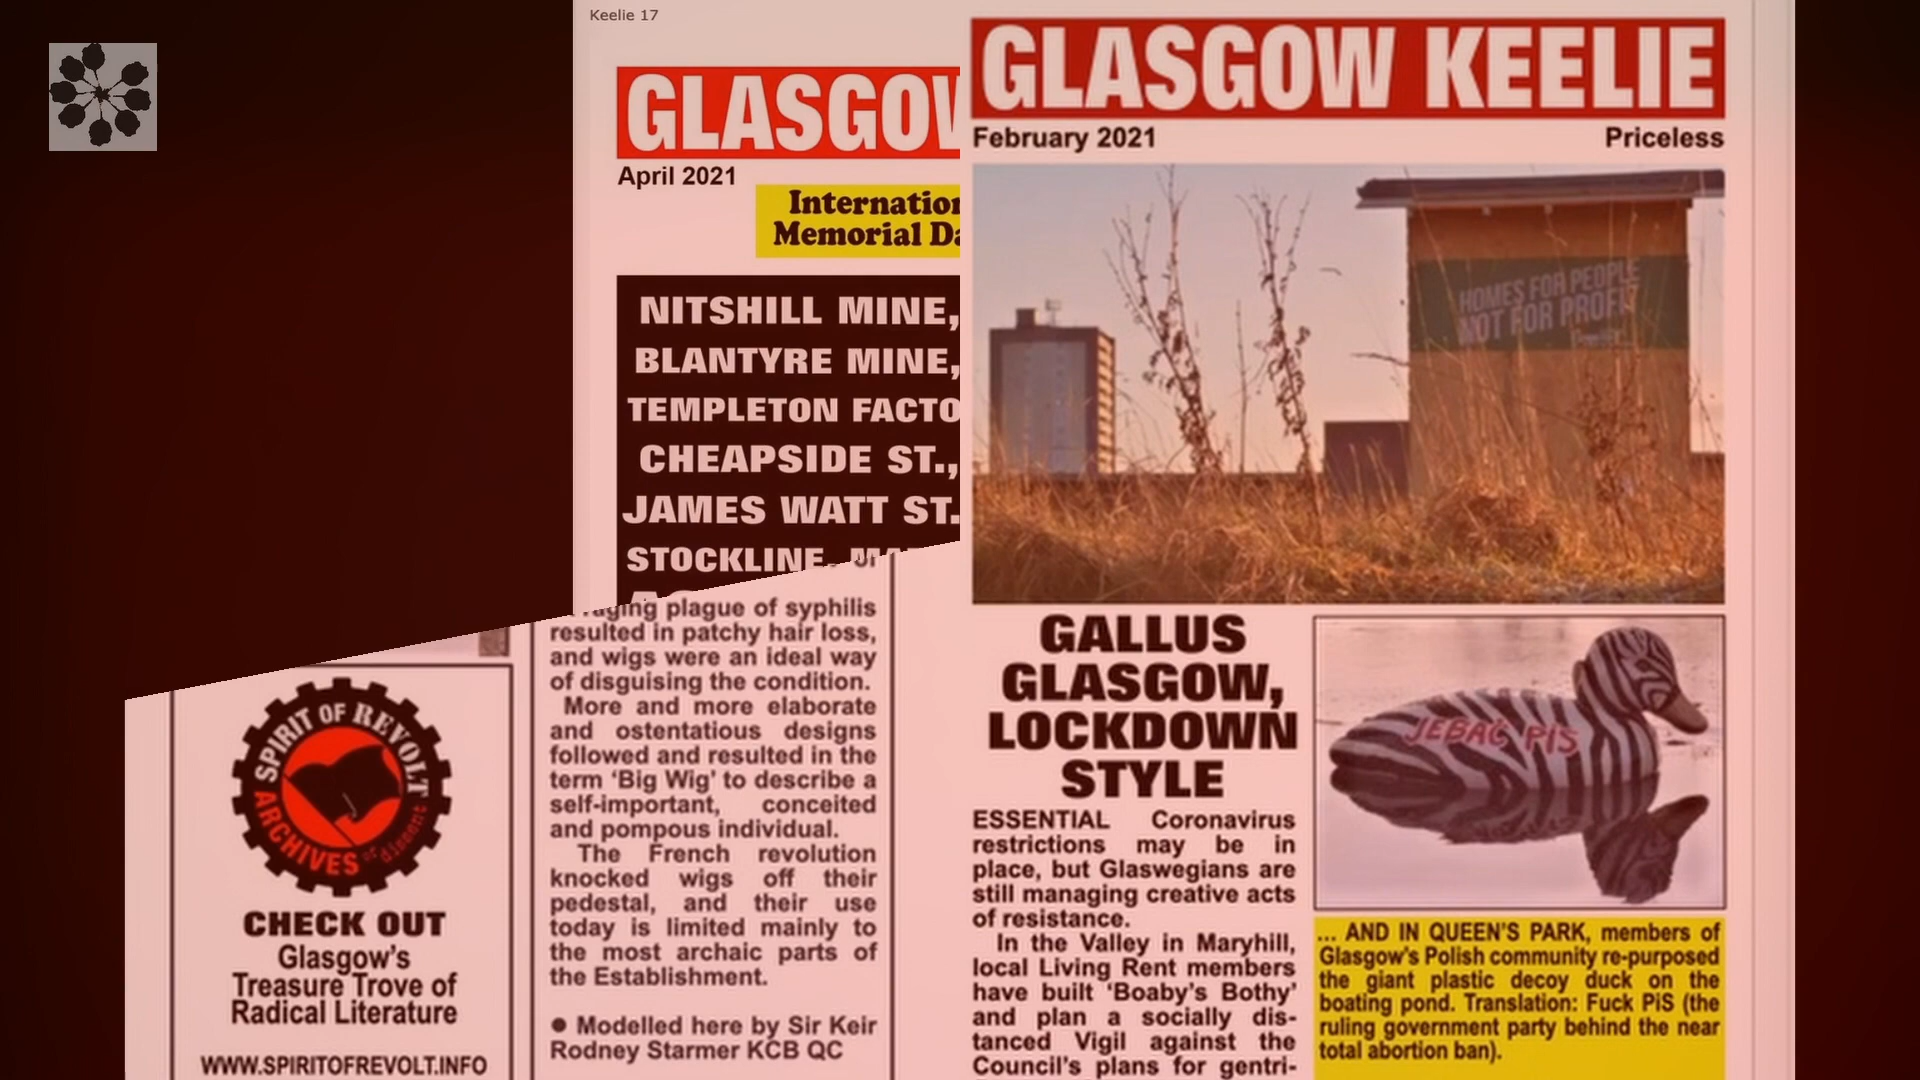 Keelie 17
GLASGOW
April 2021
Internation
Memorial Da
NITSHILL MINE,
BLANTYRE MINE,
TEMPLETON FACTO
CHEAPSIDE ST.,
JAMES WATT ST.
STOCKLINE,
SPIRIT OF REVOLT
ARCHIVES of dissent
CHECK OUT
Glasgow's
Treasure Trove of
Radical Literature
WWW.SPIRITOFREVOLT.INFO
or
raging plague of syphilis
resulted in patchy hair loss,
and wigs were an ideal way
of disguising the condition.
More and more elaborate
and ostentatious designs
followed and resulted in the
term ‘Big Wig’ to describe a
self-important, conceited
and pompous individual.
The French revolution
knocked wigs off their
pedestal, and their use
today is limited mainly to
the most archaic parts of
the Establishment.
● Modelled here by Sir Keir
Rodney Starmer KCB QC
GLASGOW KEELIE
February 2021 Priceless
HOMES FOR PEOPLE
NOT FOR PROFIT
GALLUS
GLASGOW,
LOCKDOWN
STYLE
ESSENTIAL Coronavirus
restrictions may be in
place, but Glaswegians are
still managing creative acts
of resistance.
In the Valley in Maryhill,
local Living Rent members
have built ‘Boaby's Bothy’
and plan a socially dis-
tanced Vigil against the
Council's plans for gentri-
JEBAĆ PIS
... AND IN QUEEN'S PARK, members of
Glasgow's Polish community re-purposed
the giant plastic decoy duck on the
boating pond. Translation: Fuck PiS (the
ruling government party behind the near
total abortion ban).